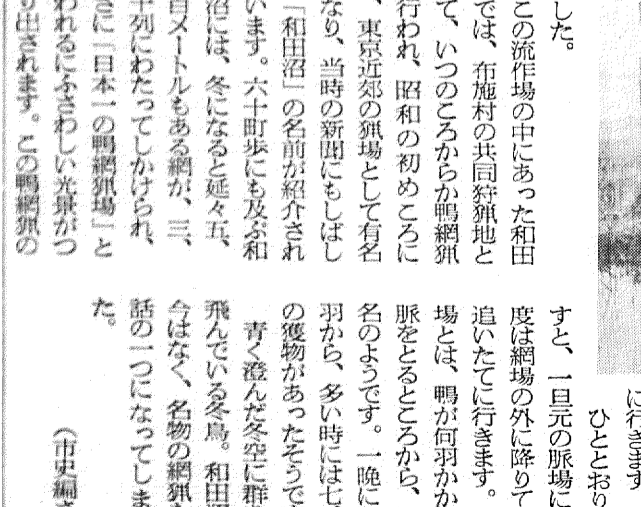 した。
この流作場の中にあった和田
では、布施村の共同狩猟地と
て、いつのころからか鴨網猟
行われ、昭和の初めころに
、東京近郊の猟場として有名
なり、当時の新聞にもしばし
「和田沼」の名前が紹介され
います。六十町歩にも及ぶ和
沼には、冬になると延々五、
百メートルもある網が、三、
十列にわたってしかけられ、
さに「日本一の鴨網猟場」と
われるにふさわしい光景がつ
り出されます。この鴨網猟の
に行きます
ひととおり
すと、一旦元の脈場に
度は網場の外に降りて
追いたてに行きます。
場とは、鴨が何羽かか
脈をとるところから、
名のようです。一晩に
羽から、多い時には七
の獲物があったそうで
青く澄んだ冬空に群
飛んでいる冬鳥。和田
今はなく、名物の網猟
話の一つになってしま
た。
（市史編さ